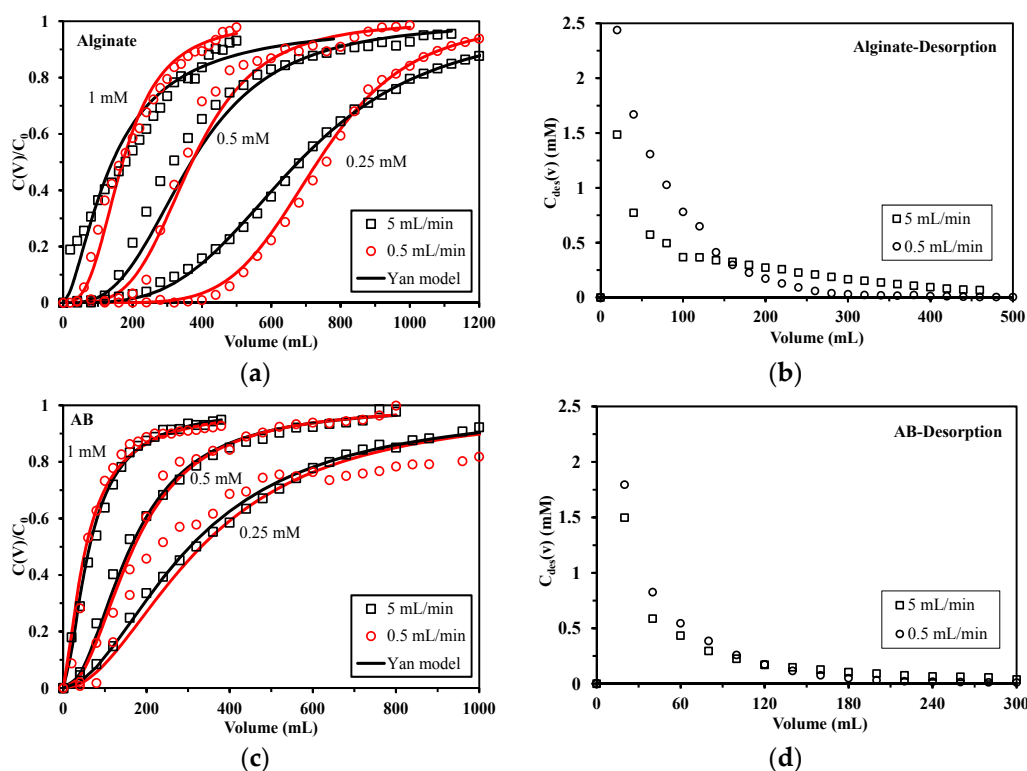 Alginate
1 mM
0.5 mM
0.25 mM
5 mL/min
0.5 mL/min
Yan model
C(V)/C0
1
0.8
0.6
0.4
0.2
0
0 200 400 600 800 1000 1200
Volume (mL)
(a)
Alginate-Desorption
5 mL/min
0.5 mL/min
Cdes(v) (mM)
2.5
2
1.5
1
0.5
0
0 100 200 300 400 500
Volume (mL)
(b)
AB
1 mM
0.5 mM
0.25 mM
5 mL/min
0.5 mL/min
Yan model
C(V)/C0
1
0.8
0.6
0.4
0.2
0
0 200 400 600 800 1000
Volume (mL)
(c)
AB-Desorption
5 mL/min
0.5 mL/min
Cdes(v) (mM)
2.5
2
1.5
1
0.5
0
0 60 120 180 240 300
Volume (mL)
(d)